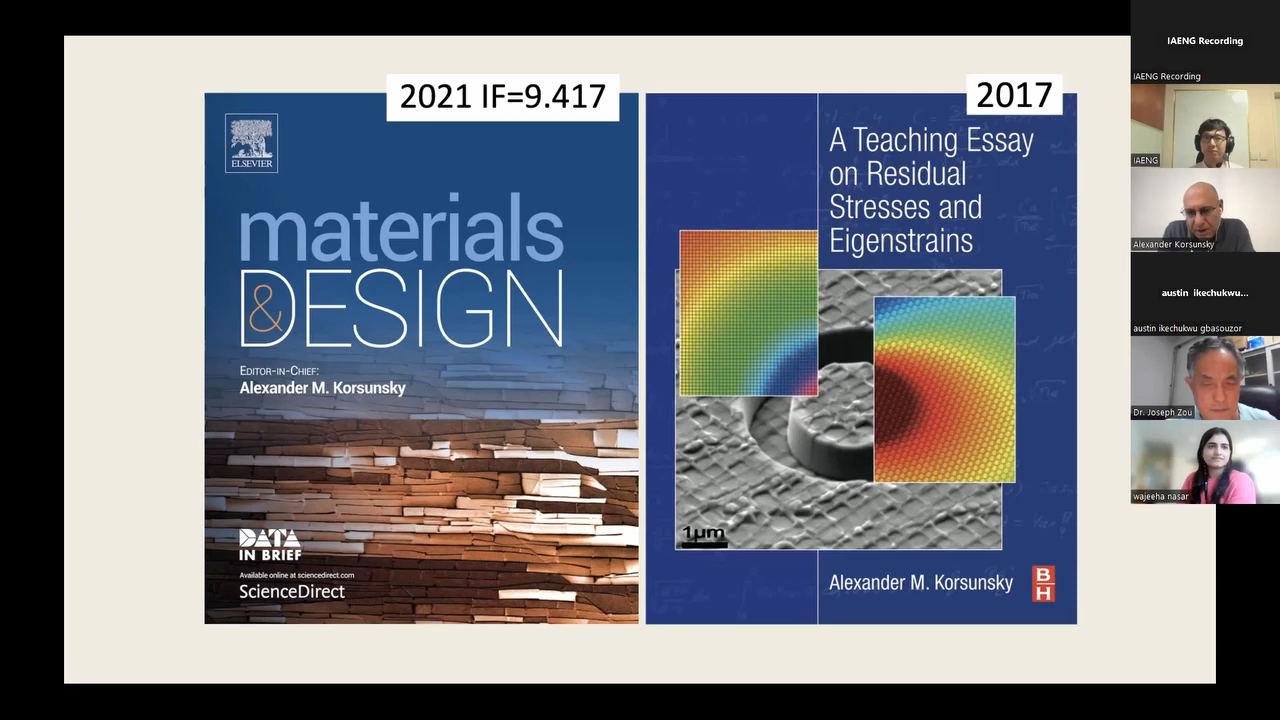 2021 IF=9.417
ELSEVIER
materials
&DESIGN
EDITOR-IN-CHIEF:
Alexander M. Korsunsky
DATA
IN BRIEF
Available online at sciencedirect.com
ScienceDirect
2017
A Teaching Essay
on Residual
Stresses and
Eigenstrains
1μm
Alexander M. Korsunsky
B
H
IAENG Recording
IAENG Recording
IAENG
Alexander Korsunsky
austin ikechukwu...
austin ikechukwu gbasouzor
Dr. Joseph Zou
wajeeha nasar